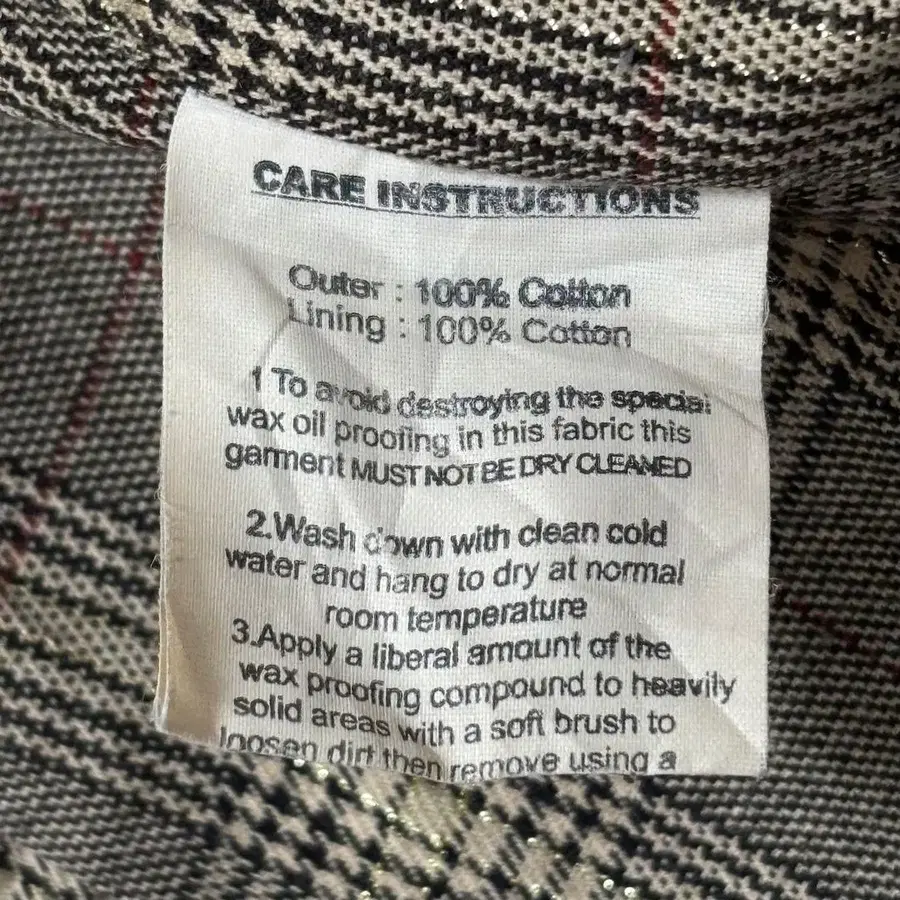 CARE INSTRUCTIONS
Outer : 100% Cotton
Lining : 100% Cotton
1 To avoid destroying the special
wax oil proofing in this fabric this
garment MUST NOT BE DRY CLEANED
2.Wash down with clean cold
water and hang to dry at normal
room temperature
3.Apply a liberal amount of the
wax proofing compound to heavily
solid areas with a soft brush to
loosen dirt then remove using a